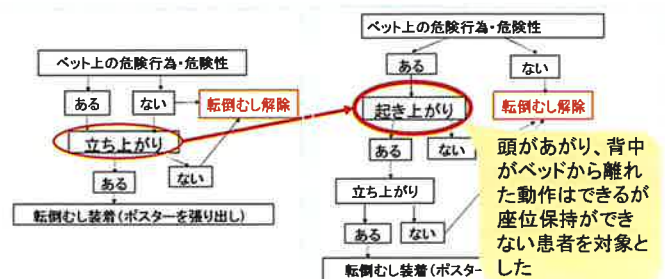 ベット上の危険行為・危険性
ある
ない
転倒むし解除
立ち上がり
ある
ない
転倒むし装着(ポスターを張り出し)
ベット上の危険行為・危険性
ある
ない
起き上がり
転倒むし解除
ある
ない
立ち上がり
ある
ない
転倒むし装着(ポスタ
頭があがり、背中
がベッドから離れ
た動作はできるが
座位保持ができ
ない患者を対象と
した